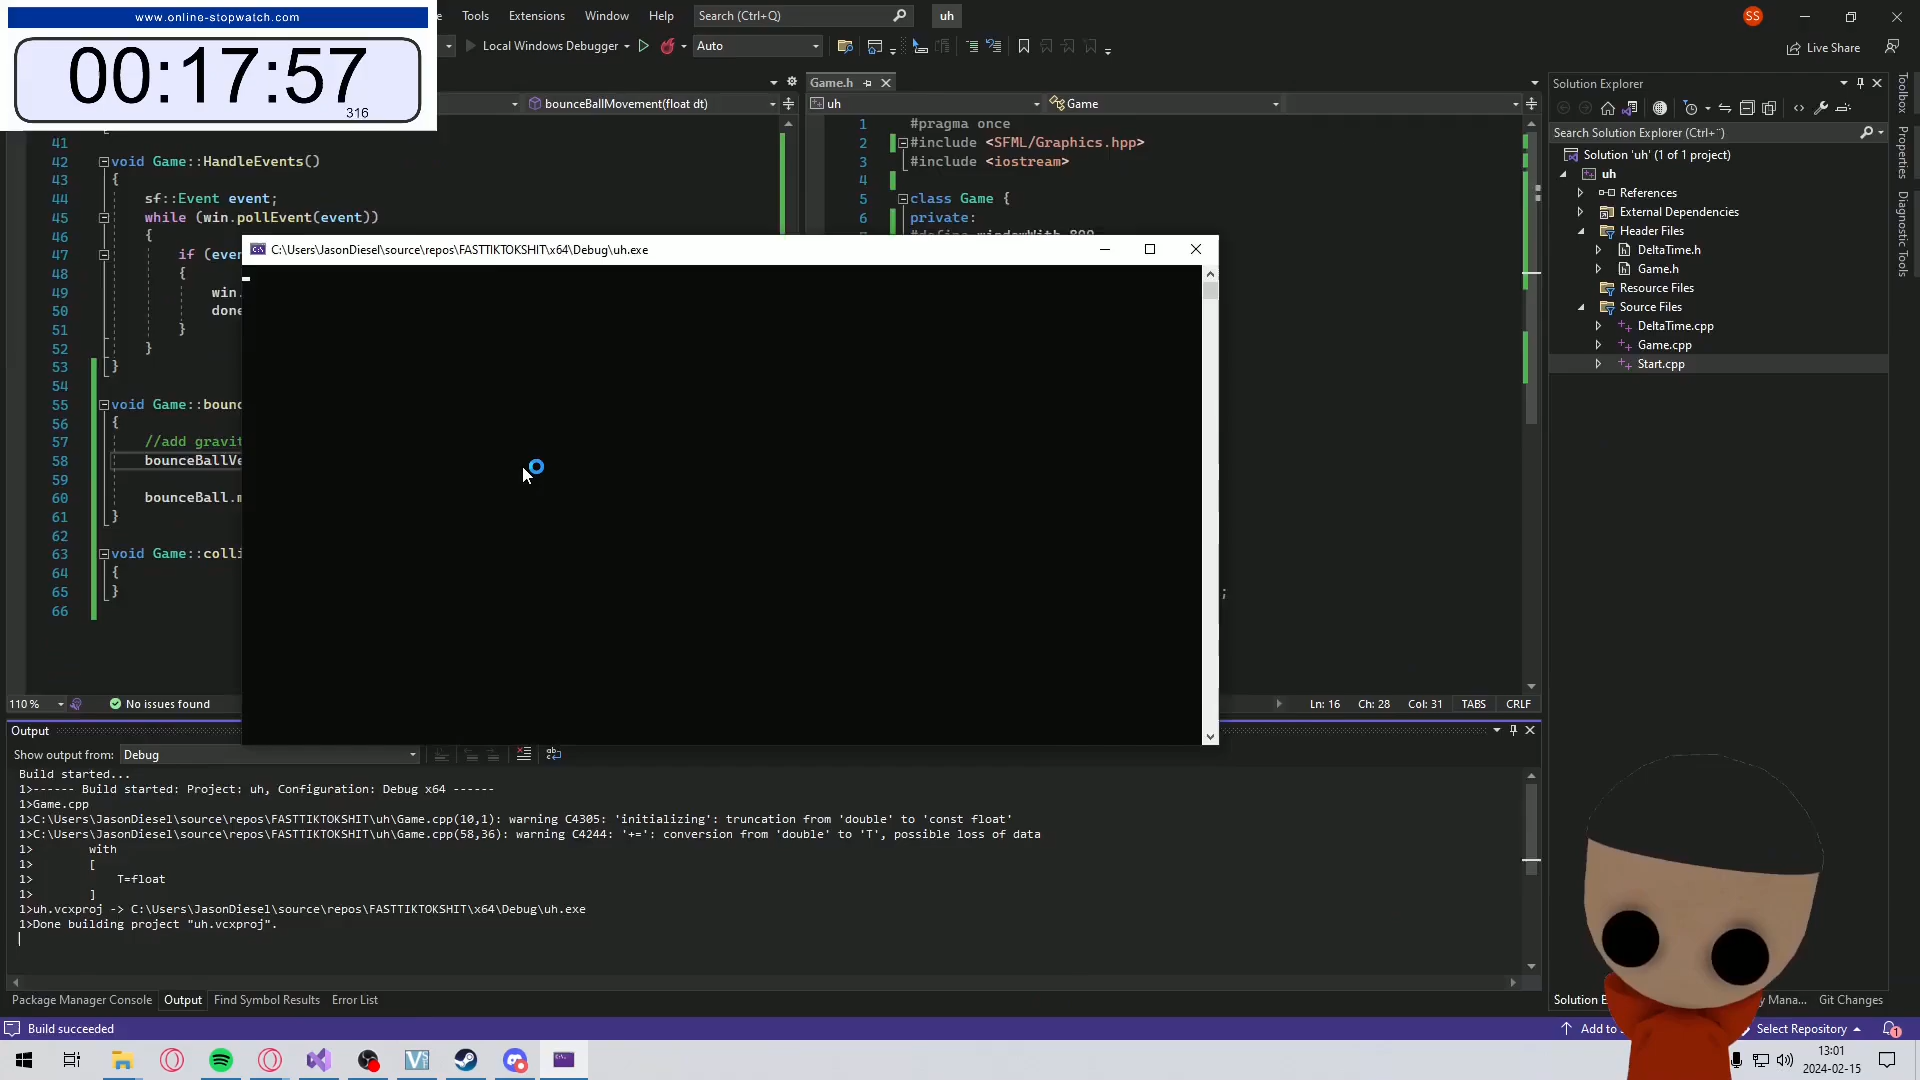 www.online-stopwatch.com
00:17:57
316
Tools Extensions Window Help Search (Ctrl+Q) uh
SS
Local Windows Debugger Auto
Live Share
bounceBallMovement(float dt)
Game.h
uh Game
41
42 void Game::HandleEvents()
43 {
44 sf::Event event;
45 while (win.pollEvent(event))
46 {
47 if (ever
48 {
49 win.
50 done
51 }
52 }
53 }
54
55 void Game::bounc
56 {
57 //add gravit
58 bounceBallVe
59
60 bounceBall.m
61 }
62
63 void Game::colli
64 {
65 }
66
1 #pragma once
2 #include <SFML/Graphics.hpp>
3 #include <iostream>
4
5 class Game {
6 private:
;
C:\Users\JasonDiesel\source\repos\FASTTIKTOKSHIT\x64\Debug\uh.exe
Solution Explorer
Search Solution Explorer (Ctrl+¨)
Solution 'uh' (1 of 1 project)
uh
References
External Dependencies
Header Files
DeltaTime.h
Game.h
Resource Files
Source Files
DeltaTime.cpp
Game.cpp
Start.cpp
Toolbox
Properties
Diagnostic Tools
110 % No issues found
Ln: 16 Ch: 28 Col: 31 TABS CRLF
Output
Show output from: Debug
Build started...
1>------ Build started: Project: uh, Configuration: Debug x64 ------
1>Game.cpp
1>C:\Users\JasonDiesel\source\repos\FASTTIKTOKSHIT\uh\Game.cpp(10,1): warning C4305: 'initializing': truncation from 'double' to 'const float'
1>C:\Users\JasonDiesel\source\repos\FASTTIKTOKSHIT\uh\Game.cpp(58,36): warning C4244: '+=': conversion from 'double' to 'T', possible loss of data
1> with
1> [
1> T=float
1> ]
1>uh.vcxproj -> C:\Users\JasonDiesel\source\repos\FASTTIKTOKSHIT\x64\Debug\uh.exe
1>Done building project "uh.vcxproj".
Package Manager Console Output Find Symbol Results Error List
Solution E y Mana... Git Changes
Build succeeded
Add to Select Repository 1
13:01
2024-02-15